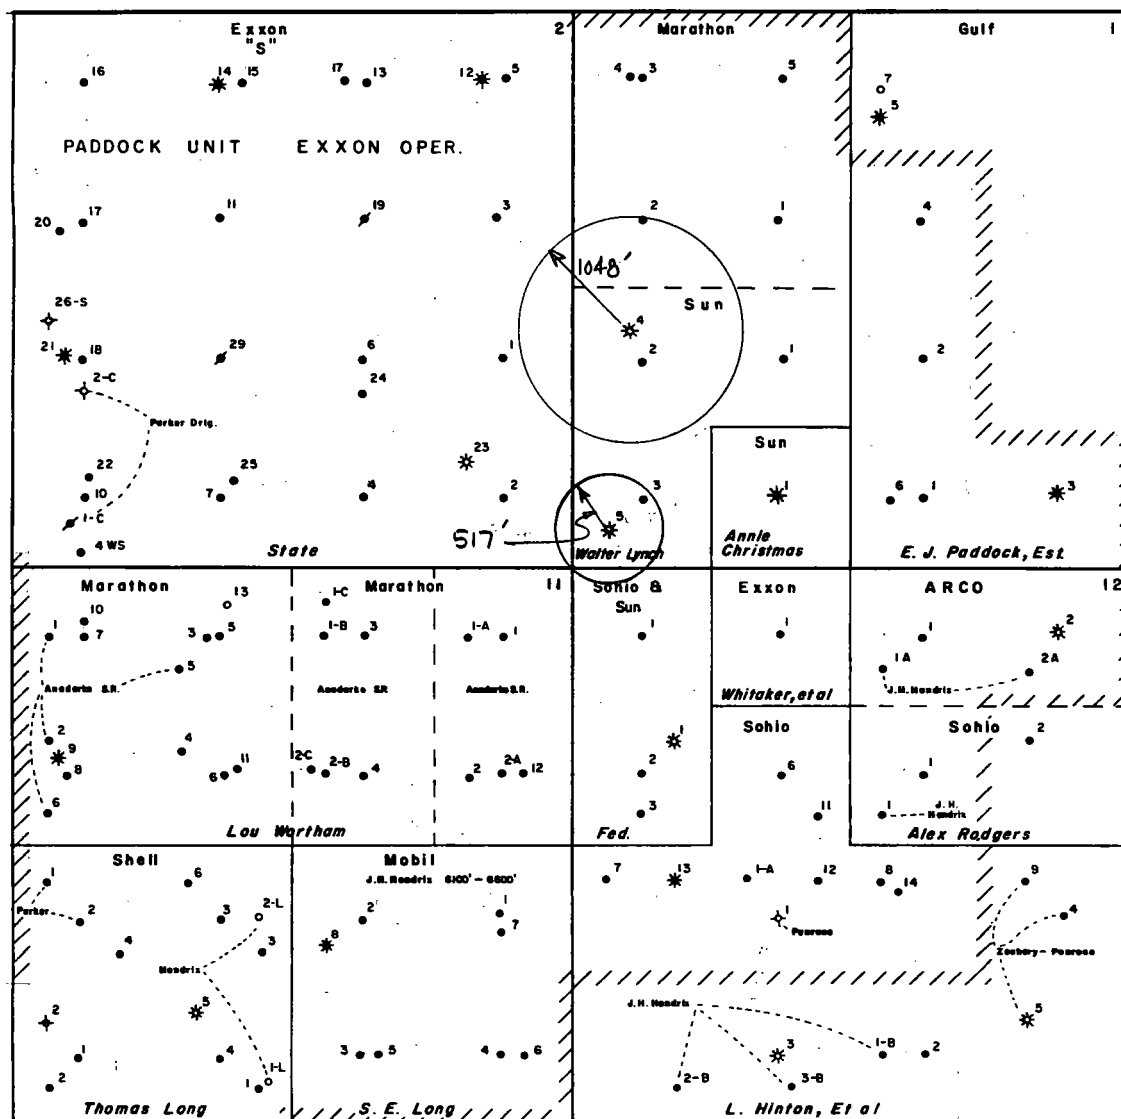 Exxon 2 Marathon Gulf 1
"S"
16 14 15 17 13 12 5 4 3 5 7
5
PADDOCK UNIT EXXON OPER.
20 17 11 19 3 2 1 4
1048'
Sun
26-S 4
21 18 29 6 1 2 1 2
2-C 24
Parker Drlg.
Sun
23
22 25
10 7 4 2 3 1 6 1 3
1-C 5
517'
4 WS State Walter Lynch Annie E. J. Paddock, Est.
Christmas
Marathon Marathon 11 Sohio & Exxon ARCO 12
Sun
13 1-C
10
1 7 3 5 1-B 3 1-A 1 1 1 1 2
5 1A 2A
Anadarko S.R. Anadarko S.R. Anadarko S.R. J.M. Hendrix
Whitaker, et al
Sohio Sohio
2 1 2
9 4 2-C
8 6 11 2-B 4 2 2-A 12 2 6 1
6 3 11 1 J. H.
Hendrix
Lou Wortham Fed. Alex Rodgers
Shell Mobil
J.H. Hendrix 6100' – 6600'
1 6 1 7 13 1-A 12 8 14 9
Parker 2 3 2-L 2 7 1 4
Penrose
4 3 8
Hendrix Zachary – Penrose
2 5 J. H. Hendrix 5
1 4 3 5 4 6 3 1-B 2
2 1 1-L 2-B 3-B
Thomas Long S. E. Long L. Hinton, Et al